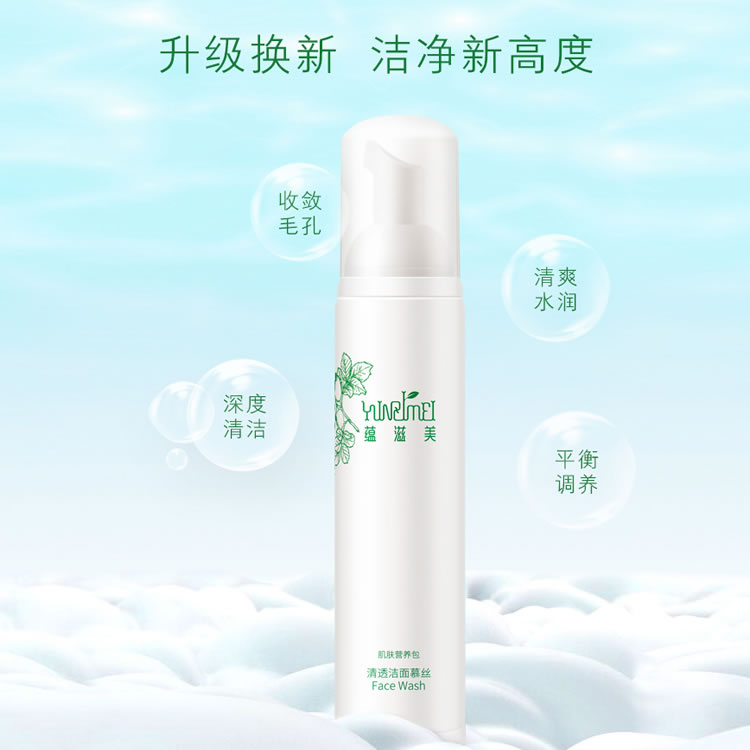 升级换新 洁净新高度
收敛
毛孔
清爽
水润
深度
清洁
YUNZIMEI
蕴滋美
平衡
调养
肌肤营养包
清透洁面慕丝
Face Wash